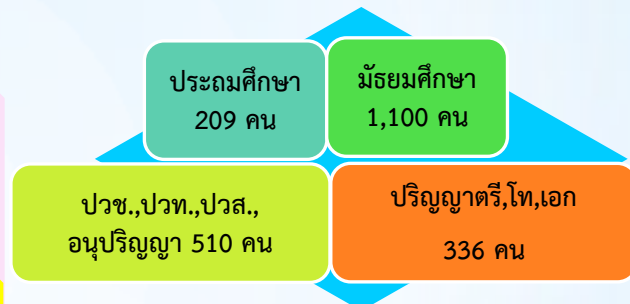 ประถมศึกษา
209 คน
มัธยมศึกษา
1,100 คน
ปวช.,ปวท.,ปวส.,
อนุปริญญา 510 คน
ปริญญาตรี,โท,เอก
336 คน